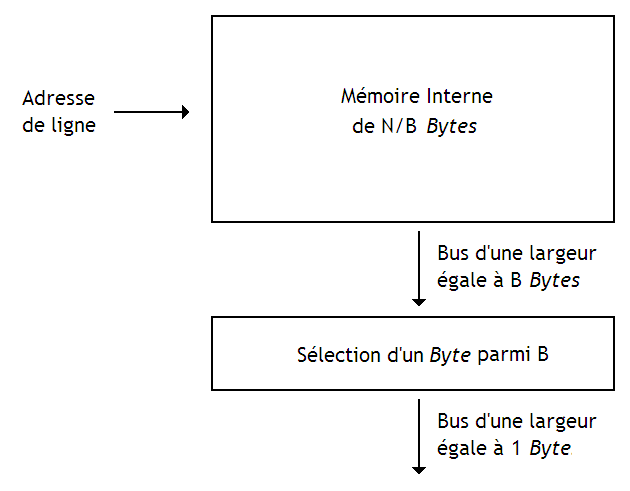 Adresse
de ligne
Mémoire Interne
de N/B Bytes
Bus d'une largeur
égale à B Bytes
Sélection d'un Byte parmi B
Bus d'une largeur
égale à 1 Byte